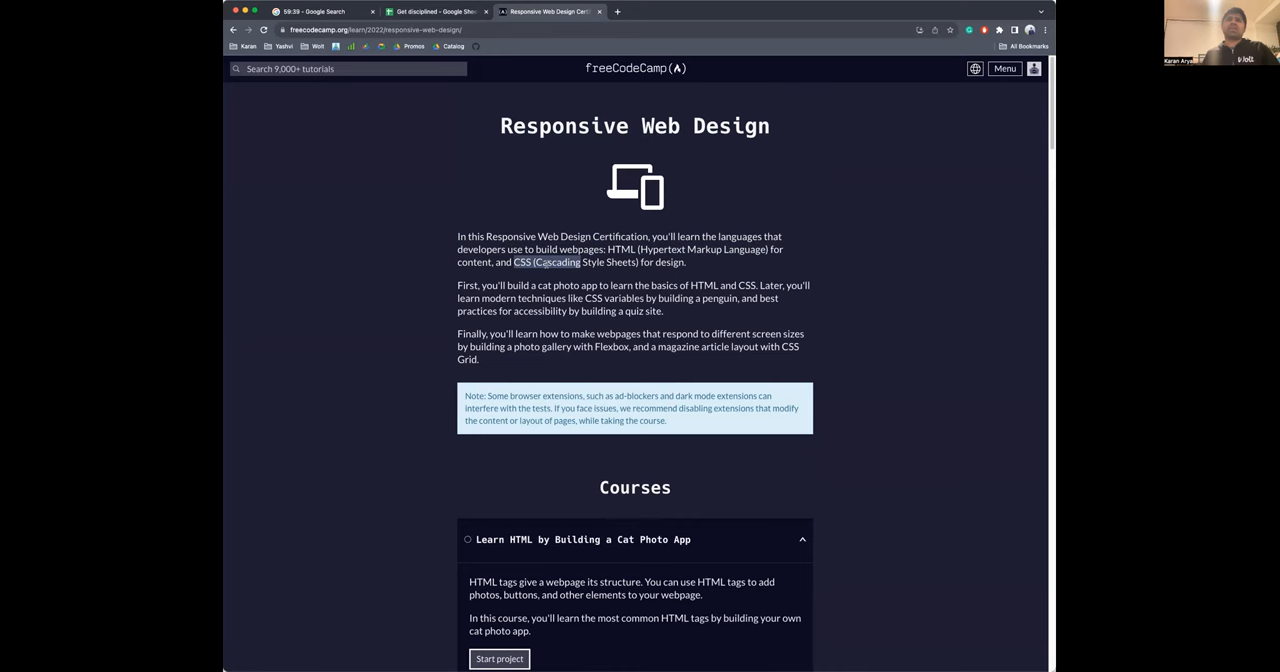 59:39 - Google Search
Get disciplined - Google Shee
Responsive Web Design Cert
freecodecamp.org/learn/2022/responsive-web-design/
Karan
Yashvi
Wolt
Promos
Catalog
All Bookmarks
Search 9,000+ tutorials
freeCodeCamp
Menu
Karan Arya
Wolt
Responsive Web Design
In this Responsive Web Design Certification, you'll learn the languages that
developers use to build webpages: HTML (Hypertext Markup Language) for
content, and CSS (Cascading Style Sheets) for design.
First, you'll build a cat photo app to learn the basics of HTML and CSS. Later, you'll
learn modern techniques like CSS variables by building a penguin, and best
practices for accessibility by building a quiz site.
Finally, you'll learn how to make webpages that respond to different screen sizes
by building a photo gallery with Flexbox, and a magazine article layout with CSS
Grid.
Note: Some browser extensions, such as ad-blockers and dark mode extensions can
interfere with the tests. If you face issues, we recommend disabling extensions that modify
the content or layout of pages, while taking the course.
Courses
Learn HTML by Building a Cat Photo App
HTML tags give a webpage its structure. You can use HTML tags to add
photos, buttons, and other elements to your webpage.
In this course, you'll learn the most common HTML tags by building your own
cat photo app.
Start project